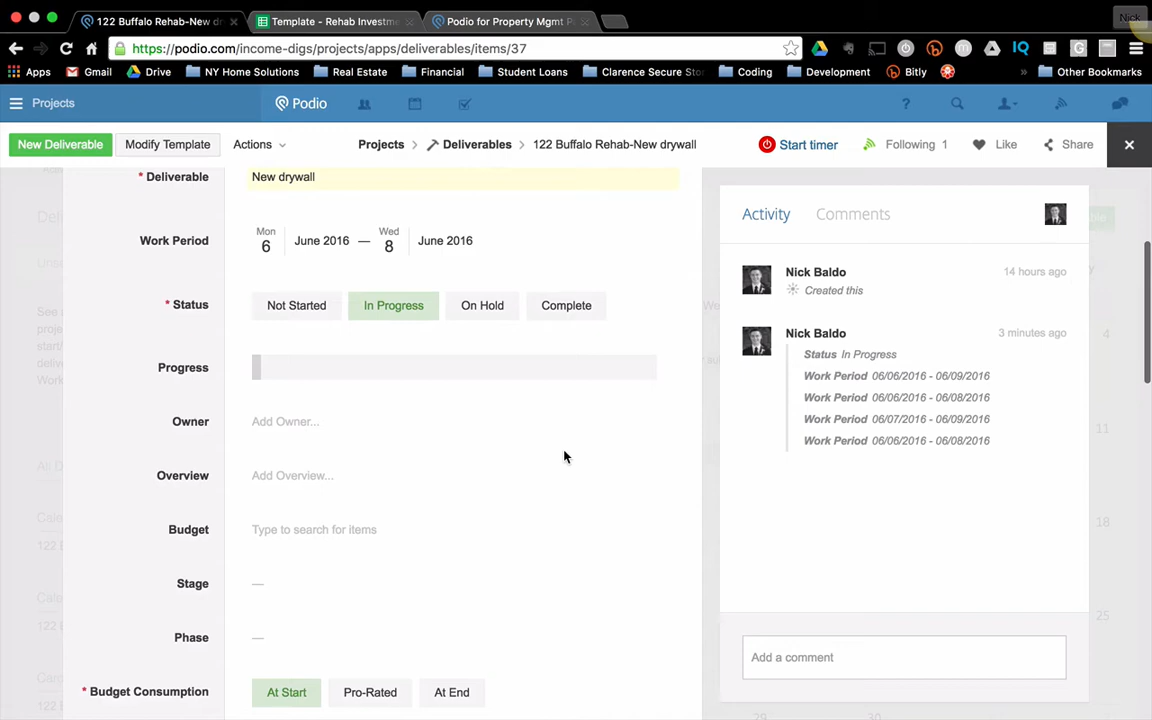 122 Buffalo Rehab-New dr
Template - Rehab Investme
Podio for Property Mgmt P
Nick
https://podio.com/income-digs/projects/apps/deliverables/items/37
Apps Gmail Drive NY Home Solutions Real Estate Financial Student Loans Clarence Secure Sto Coding Development Bitly » Other Bookmarks
Projects Podio ?
New Deliverable Modify Template Actions Projects > Deliverables > 122 Buffalo Rehab-New drywall Start timer Following 1 Like Share
* Deliverable New drywall
Activity Comments
Work Period Mon 6 June 2016 — Wed 8 June 2016
Nick Baldo 14 hours ago
Created this
* Status Not Started In Progress On Hold Complete
Nick Baldo 3 minutes ago
Status In Progress
Progress
Work Period 06/06/2016 - 06/09/2016
Work Period 06/06/2016 - 06/08/2016
Owner Add Owner...
Work Period 06/07/2016 - 06/09/2016
Work Period 06/06/2016 - 06/08/2016
Overview Add Overview...
Budget Type to search for items
Stage —
Phase —
Add a comment
* Budget Consumption At Start Pro-Rated At End
4
11
18
25
29 30